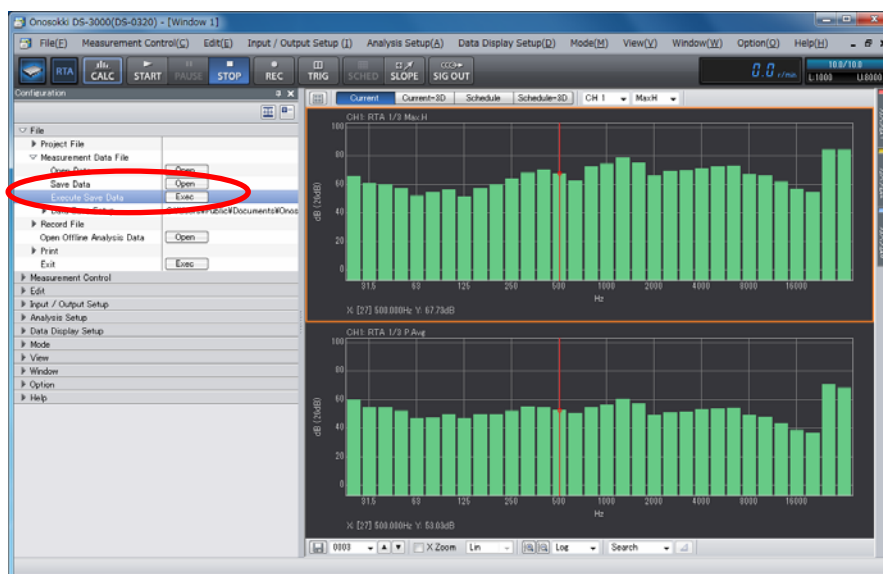 Onosokki DS-3000(DS-0320) - [Window 1]
File(F) Measurement Control(C) Edit(E) Input / Output Setup (I) Analysis Setup(A) Data Display Setup(D) Mode(M) View(V) Window(W) Option(O) Help(H)
RTA CALC START PAUSE STOP REC TRIG SCHED SLOPE SIG OUT 0.0 r/min 10.0/10.0
L:1000 U:8000
Configuration
Current Current-3D Schedule Schedule-3D CH 1 MaxH
File
Project File
Measurement Data File
Open Data Open
Save Data Open
Execute Save Data Exec
Record File
Open Offline Analysis Data Open
Print
Exit Exec
Measurement Control
Edit
Input / Output Setup
Analysis Setup
Data Display Setup
Mode
View
Window
Option
Help
CH1: RTA 1/3 Max.H
100
80
60
40
20
0
dB (26dB)
31.5 63 125 250 500 1000 2000 4000 8000 16000
Hz
X: [27] 500.000Hz Y: 67.73dB
CH1: RTA 1/3 P.Avg
100
80
60
40
20
0
dB (26dB)
31.5 63 125 250 500 1000 2000 4000 8000 16000
Hz
X: [27] 500.000Hz Y: 53.03dB
0003 X Zoom Lin Log Search